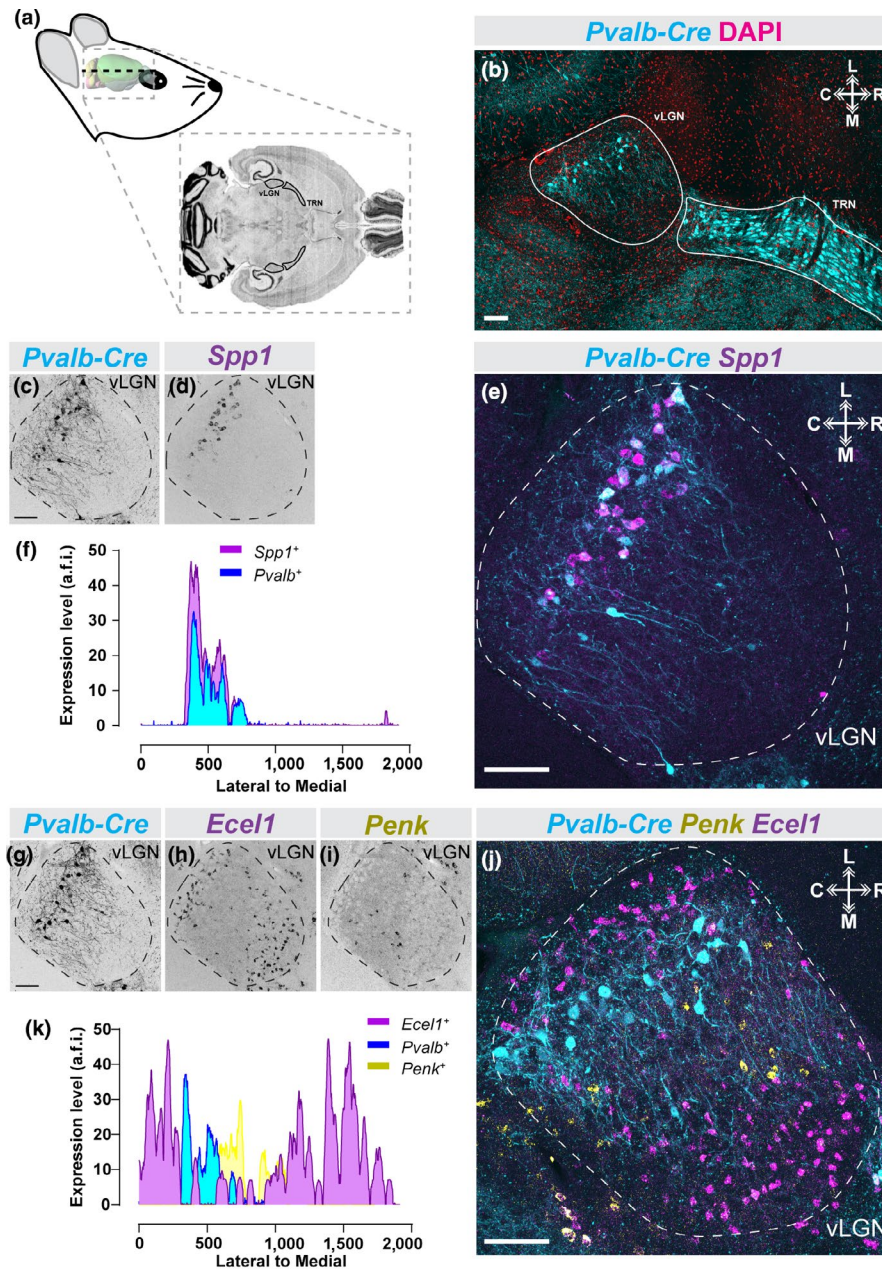 (a)
vLGN
TRN
Pvalb-Cre DAPI
(b)
vLGN
TRN
L
C R
M
Pvalb-Cre
(c)
vLGN
Spp1
(d)
vLGN
Pvalb-Cre Spp1
(e)
L
C R
M
vLGN
(f)
Expression level (a.f.i.)
50
40
30
20
10
0
Spp1+
Pvalb+
0 500 1,000 1,500 2,000
Lateral to Medial
Pvalb-Cre
(g)
vLGN
Ecel1
(h)
vLGN
Penk
(i)
vLGN
Pvalb-Cre Penk Ecel1
(j)
L
C R
M
vLGN
(k)
Expression level (a.f.i.)
50
40
30
20
10
0
Ecel1+
Pvalb+
Penk+
0 500 1,000 1,500 2,000
Lateral to Medial